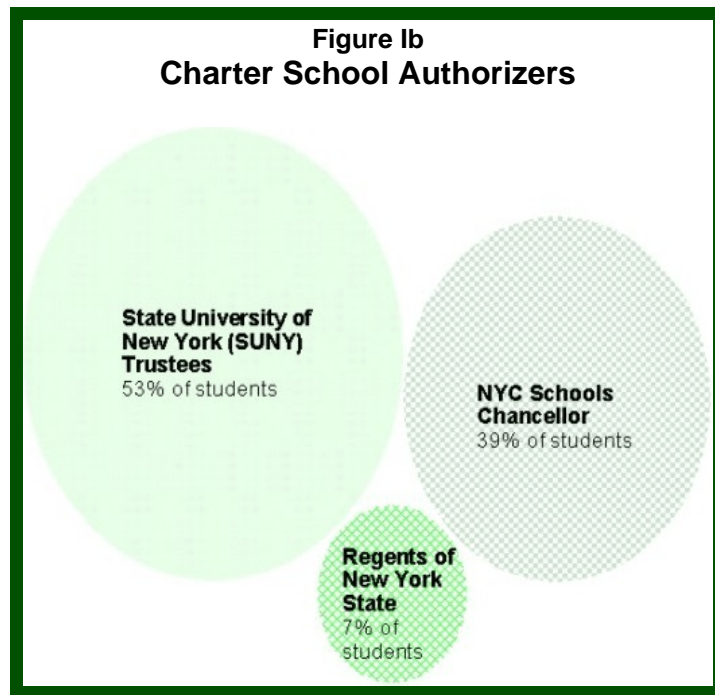 Figure Ib
Charter School Authorizers
State University of
New York (SUNY)
Trustees
53% of students
NYC Schools
Chancellor
39% of students
Regents of
New York
State
7% of
students